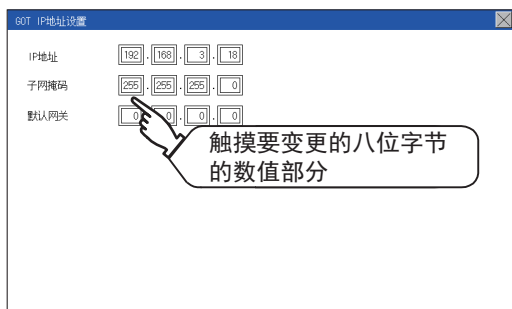 GOT IP地址设置
IP地址 192 . 168 . 3 . 18
子网掩码 255 . 255 . 255 . 0
默认网关 0 . 0 . 0 . 0
触摸要变更的八位字节
的数值部分